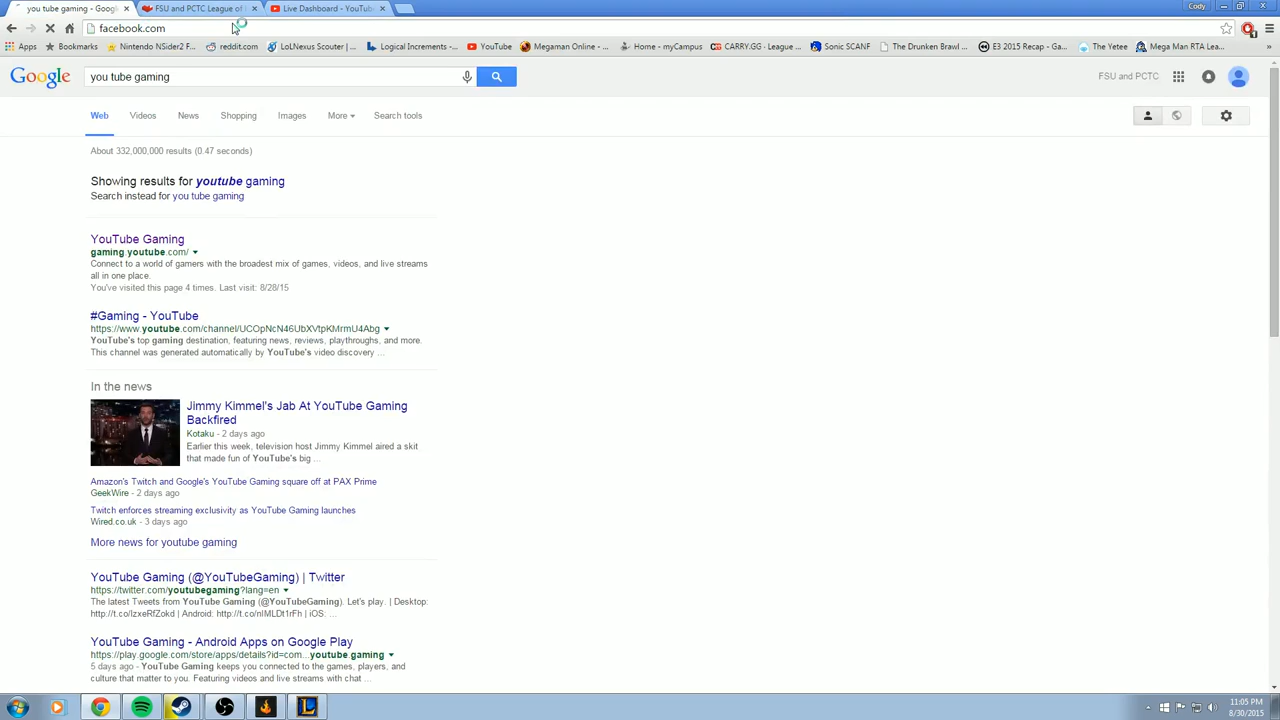 you tube gaming - Goog
FSU and PCTC League of
Live Dashboard - YouTub
Cody
facebook.com
Apps
Bookmarks
Nintendo NSider2 F...
reddit.com
LoLNexus Scouter |...
Logical Increments -...
YouTube
Megaman Online -...
Home - myCampus
CARRY.GG - League ...
Sonic SCANF
The Drunken Brawl ...
E3 2015 Recap - Ga...
The Yetee
Mega Man RTA Lea...
Google
you tube gaming
FSU and PCTC
Web
Videos
News
Shopping
Images
More
Search tools
About 332,000,000 results (0.47 seconds)
Showing results for youtube gaming
Search instead for you tube gaming
YouTube Gaming
gaming.youtube.com/
Connect to a world of gamers with the broadest mix of games, videos, and live streams
all in one place.
You've visited this page 4 times. Last visit: 8/28/15
#Gaming - YouTube
https://www.youtube.com/channel/UCOpNcN46UbXVtpKMrmU4Abg
YouTube's top gaming destination, featuring news, reviews, playthroughs, and more.
This channel was generated automatically by YouTube's video discovery ...
In the news
Jimmy Kimmel's Jab At YouTube Gaming
Backfired
Kotaku - 2 days ago
Earlier this week, television host Jimmy Kimmel aired a skit
that made fun of YouTube's big ...
Amazon's Twitch and Google's YouTube Gaming square off at PAX Prime
GeekWire - 2 days ago
Twitch enforces streaming exclusivity as YouTube Gaming launches
Wired.co.uk - 3 days ago
More news for youtube gaming
YouTube Gaming (@YouTubeGaming) | Twitter
https://twitter.com/youtubegaming?lang=en
The latest Tweets from YouTube Gaming (@YouTubeGaming). Let's play. | Desktop:
http://t.co/IzxeRfZokd | Android: http://t.co/nIMLDt1rFh | iOS: ...
YouTube Gaming - Android Apps on Google Play
https://play.google.com/store/apps/details?id=com...youtube.gaming
5 days ago - YouTube Gaming keeps you connected to the games, players, and
culture that matter to you. Featuring videos and live streams with chat ...
11:05 PM
8/30/2015